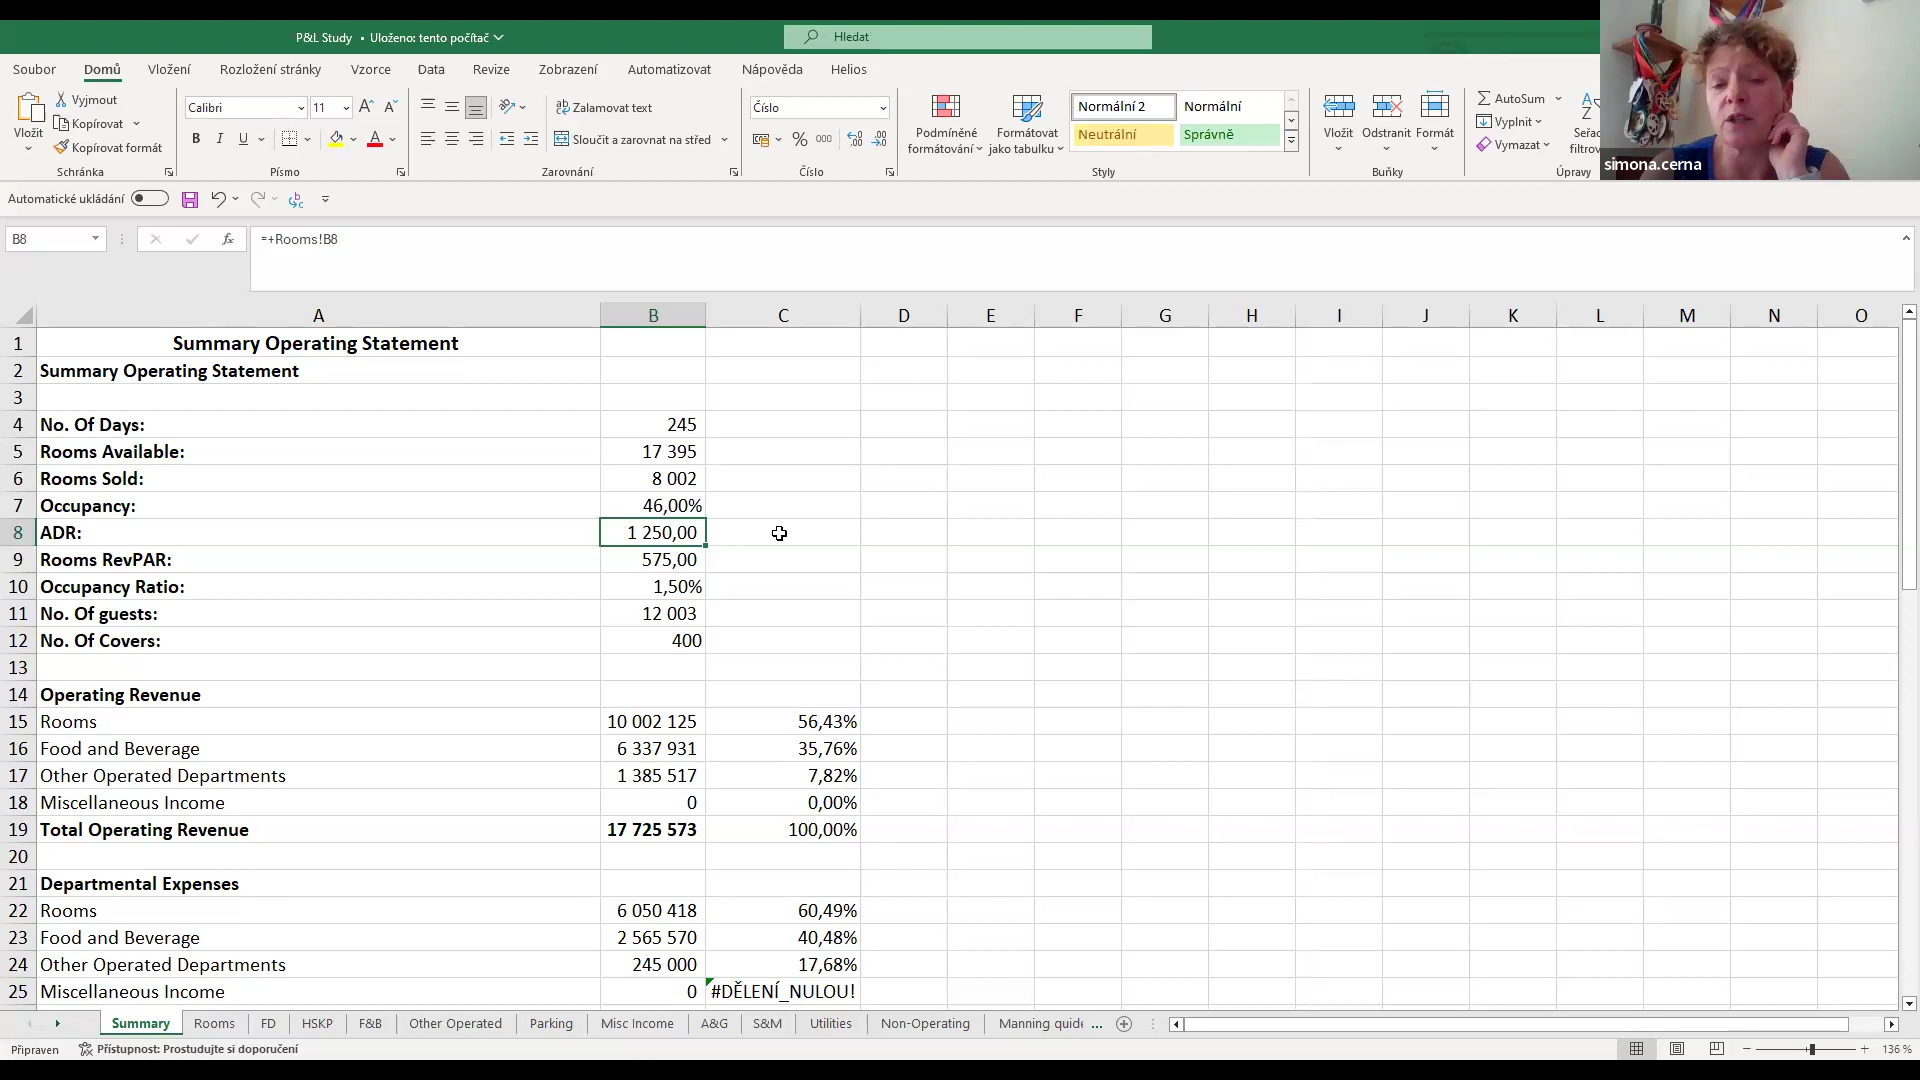 P&L Study • Uloženo: tento počítač
Hledat
Soubor Domů Vložení Rozložení stránky Vzorce Data Revize Zobrazení Automatizovat Nápověda Helios
Vložit
Vyjmout
Kopírovat
Kopírovat formát
Schránka
Calibri 11
B I U
Písmo
Zalamovat text
Sloučit a zarovnat na střed
Zarovnání
Číslo
% 000
Číslo
Podmíněné formátování
Formátovat jako tabulku
Normální 2 Normální
Neutrální Správně
Styly
Vložit Odstranit Formát
Buňky
AutoSum
Vyplnit
Vymazat
Úpravy
simona.cerna
Automatické ukládání
B8 fx =+Rooms!B8
A B C D E F G H I J K L M N O
1 Summary Operating Statement
2 Summary Operating Statement
3
4 No. Of Days: 245
5 Rooms Available: 17 395
6 Rooms Sold: 8 002
7 Occupancy: 46,00%
8 ADR: 1 250,00
9 Rooms RevPAR: 575,00
10 Occupancy Ratio: 1,50%
11 No. Of guests: 12 003
12 No. Of Covers: 400
13
14 Operating Revenue
15 Rooms 10 002 125 56,43%
16 Food and Beverage 6 337 931 35,76%
17 Other Operated Departments 1 385 517 7,82%
18 Miscellaneous Income 0 0,00%
19 Total Operating Revenue 17 725 573 100,00%
20
21 Departmental Expenses
22 Rooms 6 050 418 60,49%
23 Food and Beverage 2 565 570 40,48%
24 Other Operated Departments 245 000 17,68%
25 Miscellaneous Income 0 #DĚLENÍ_NULOU!
Summary Rooms FD HSKP F&B Other Operated Parking Misc Income A&G S&M Utilities Non-Operating Manning quide ...
Připraven Přístupnost: Prostudujte si doporučení 136 %